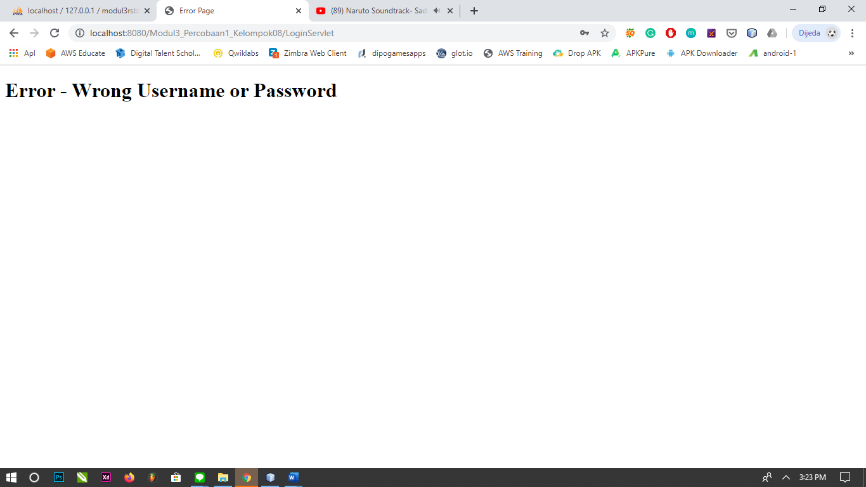 localhost / 127.0.0.1 / modul3rsb
Error Page
(89) Naruto Soundtrack- Sad
localhost:8080/Modul3_Percobaan1_Kelompok08/LoginServlet
Dijeda
Apl
AWS Educate
Digital Talent Schol...
Qwiklabs
Zimbra Web Client
dipogamesapps
glot.io
AWS Training
Drop APK
APKPure
APK Downloader
android-1
»
Error - Wrong Username or Password
3:23 PM